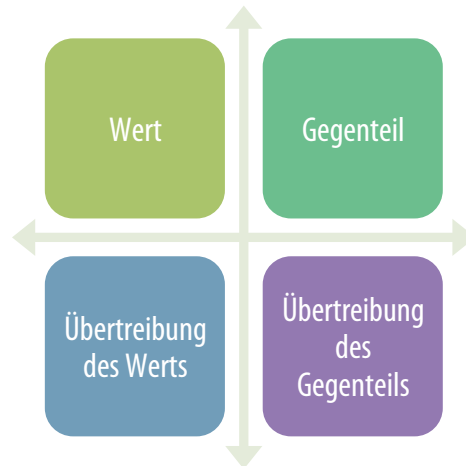 Wert
Gegenteil
Übertreibung
des Werts
Übertreibung
des
Gegenteils